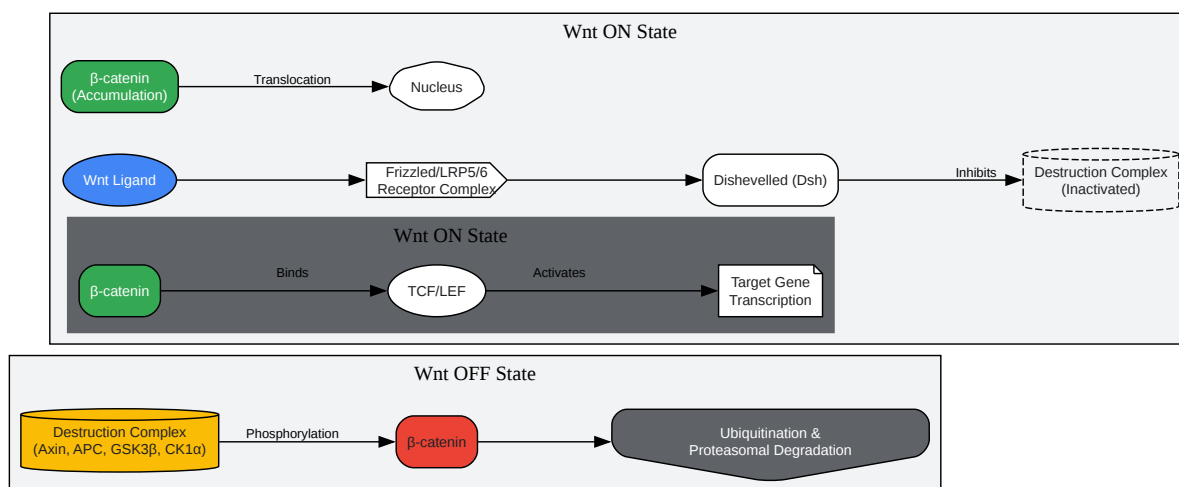 Wnt ON State
β-catenin
(Accumulation)
Translocation
Nucleus
Wnt Ligand
Frizzled/LRP5/6
Receptor Complex
Dishevelled (Dsh)
Inhibits
Destruction Complex
(Inactivated)
Wnt ON State
β-catenin
Binds
TCF/LEF
Activates
Target Gene
Transcription
Wnt OFF State
Destruction Complex
(Axin, APC, GSK3β, CK1α)
Phosphorylation
β-catenin
Ubiquitination &
Proteasomal Degradation